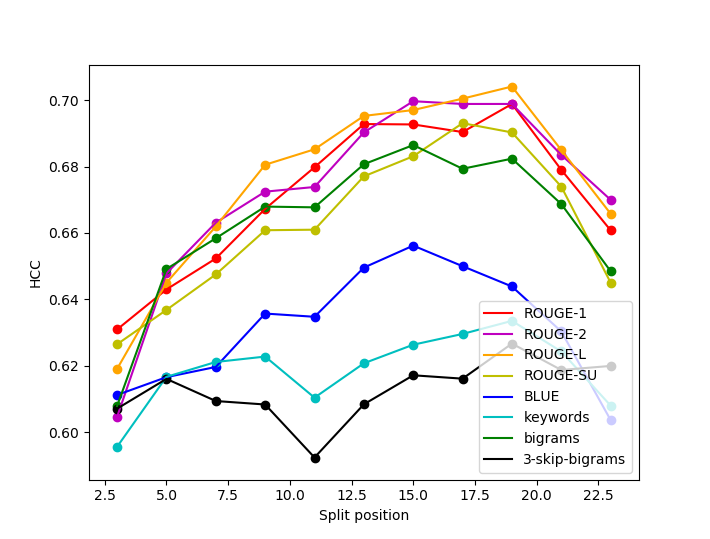 HCC
0.70
0.68
0.66
0.64
0.62
0.60
ROUGE-1
ROUGE-2
ROUGE-L
ROUGE-SU
BLUE
keywords
bigrams
3-skip-bigrams
2.5 5.0 7.5 10.0 12.5 15.0 17.5 20.0 22.5
Split position